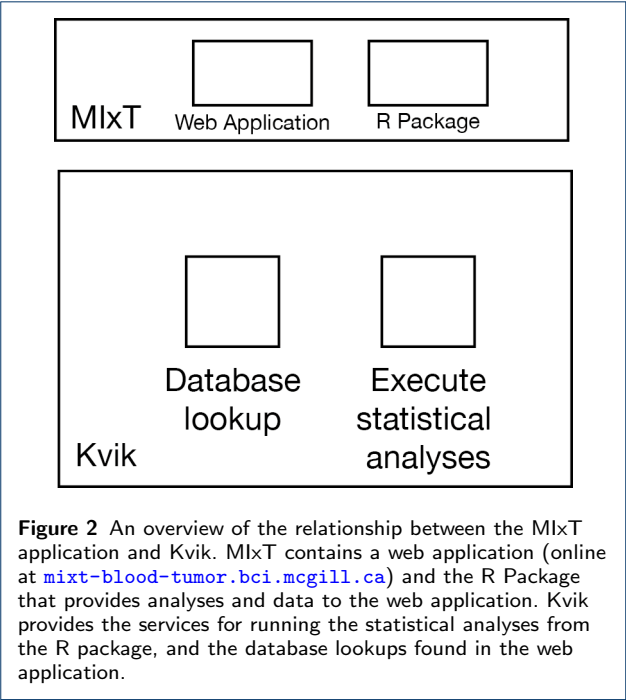 MIxT
Web Application
R Package
Database
lookup
Execute
statistical
analyses
Kvik
Figure 2 An overview of the relationship between the MIxT
application and Kvik. MIxT contains a web application (online
at mixt-blood-tumor.bci.mcgill.ca) and the R Package
that provides analyses and data to the web application. Kvik
provides the services for running the statistical analyses from
the R package, and the database lookups found in the web
application.